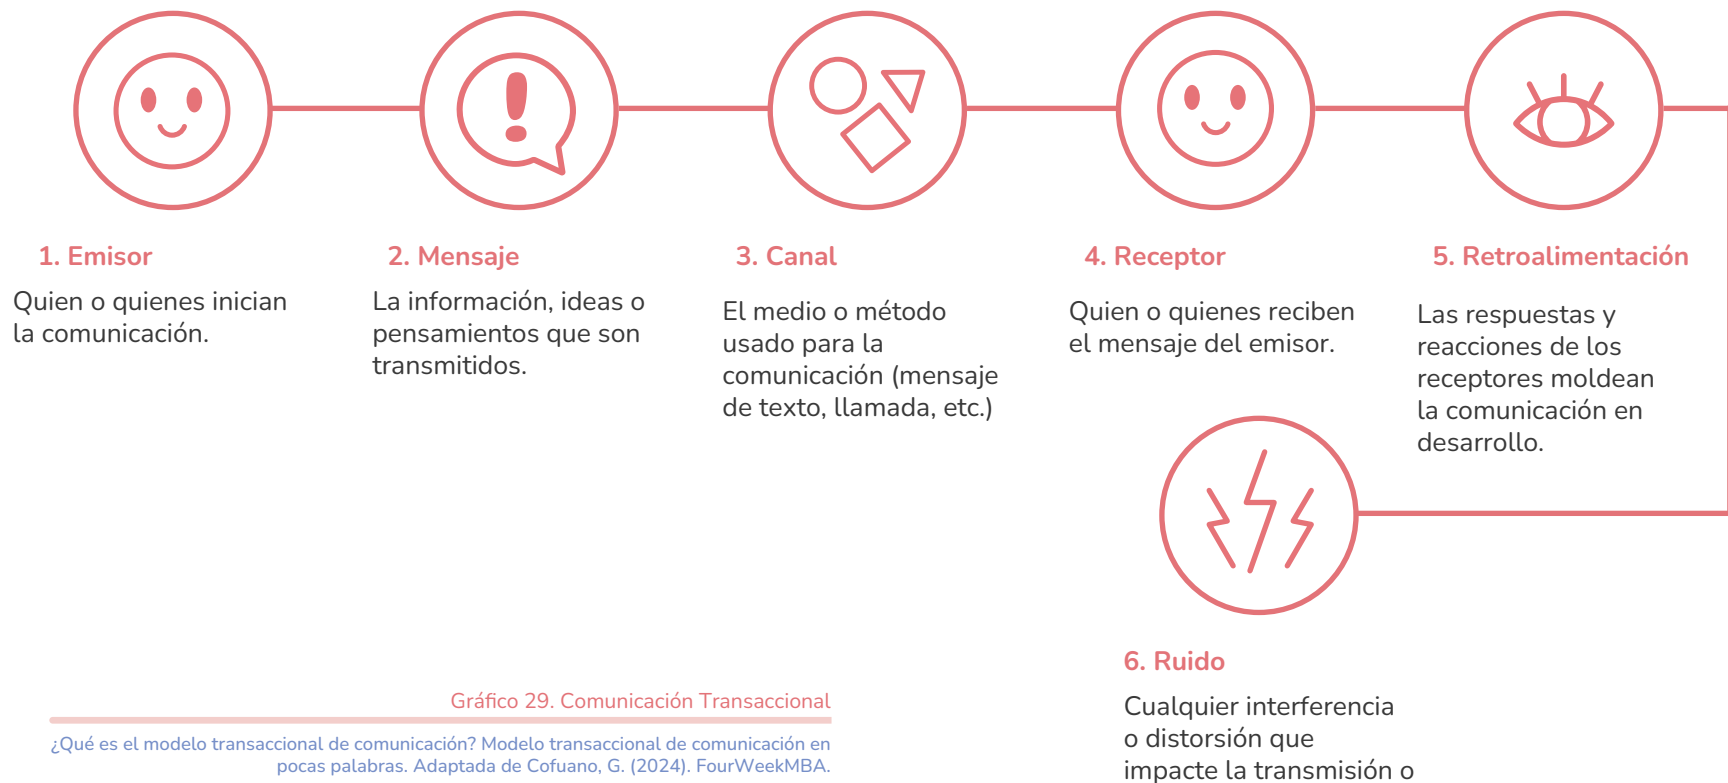 1. Emisor
Quien o quienes inician
la comunicación.
2. Mensaje
La información, ideas o
pensamientos que son
transmitidos.
3. Canal
El medio o método
usado para la
comunicación (mensaje
de texto, llamada, etc.)
4. Receptor
Quien o quienes reciben
el mensaje del emisor.
5. Retroalimentación
Las respuestas y
reacciones de los
receptores moldean
la comunicación en
desarrollo.
6. Ruido
Cualquier interferencia
o distorsión que
impacte la transmisión o
Gráfico 29. Comunicación Transaccional
¿Qué es el modelo transaccional de comunicación? Modelo transaccional de comunicación en
pocas palabras. Adaptada de Cofuano, G. (2024). FourWeekMBA.